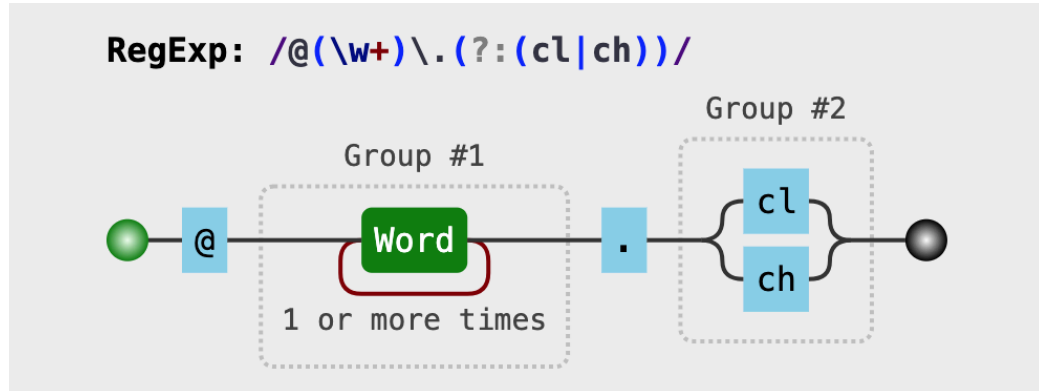 RegExp: /@(\w+)\.(?:(cl|ch))/
Group #2
Group #1
cl
@ Word .
ch
1 or more times